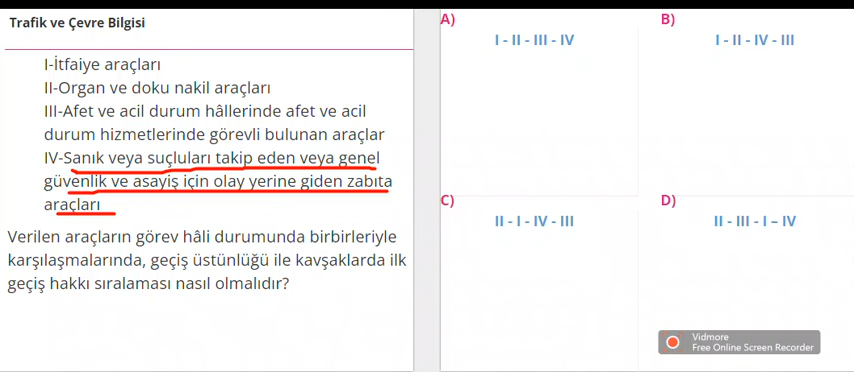 Trafik ve Çevre Bilgisi
I-İtfaiye araçları
II-Organ ve doku nakil araçları
III-Afet ve acil durum hâllerinde afet ve acil
durum hizmetlerinde görevli bulunan araçlar
IV-Sanık veya suçluları takip eden veya genel
güvenlik ve asayiş için olay yerine giden zabıta
araçları
Verilen araçların görev hâli durumunda birbirleriyle
karşılaşmalarında, geçiş üstünlüğü ile kavşaklarda ilk
geçiş hakkı sıralaması nasıl olmalıdır?
A)
I - II - III - IV
B)
I - II - IV - III
C)
II - I - IV - III
D)
II - III - I – IV
Vidmore
Free Online Screen Recorder